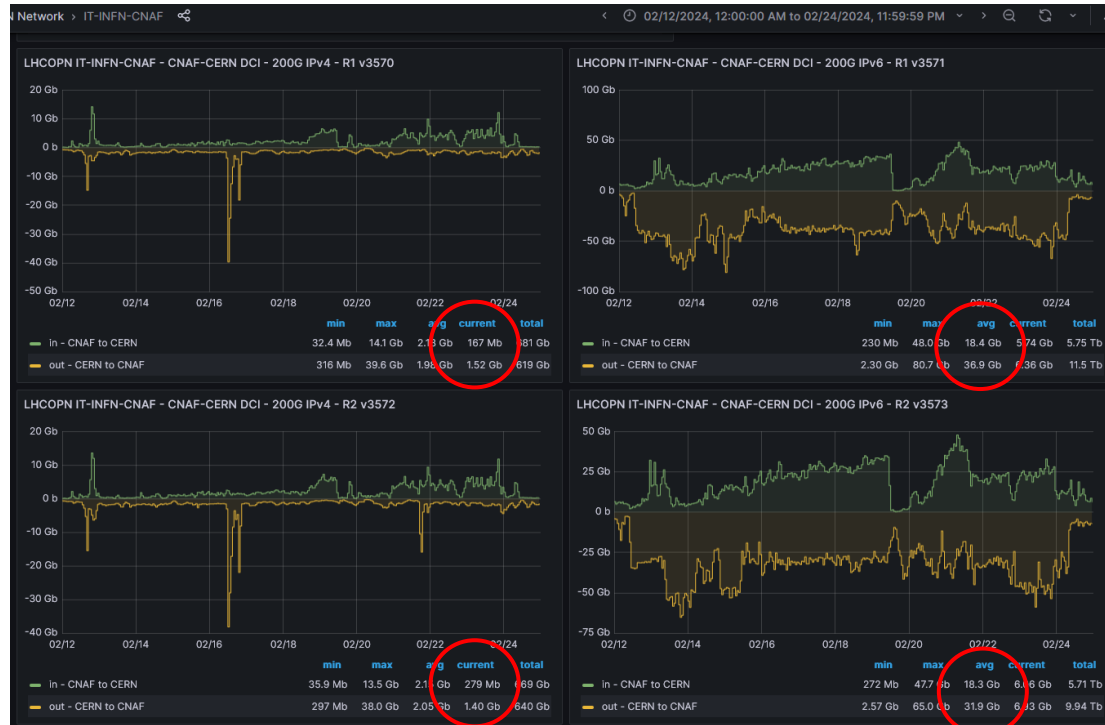 Network > IT-INFN-CNAF
02/12/2024, 12:00:00 AM to 02/24/2024, 11:59:59 PM
LHCOPN IT-INFN-CNAF - CNAF-CERN DCI - 200G IPv4 - R1 v3570
20 Gb
10 Gb
0 b
-10 Gb
-20 Gb
-30 Gb
-40 Gb
-50 Gb
02/12 02/14 02/16 02/18 02/20 02/22 02/24
min max avg current total
in - CNAF to CERN 32.4 Mb 14.1 Gb Gb 167 Mb Gb
out - CERN to CNAF 316 Mb 39.6 Gb 1.98 Gb 1.52 Gb 619 Gb
LHCOPN IT-INFN-CNAF - CNAF-CERN DCI - 200G IPv6 - R1 v3571
100 Gb
50 Gb
0 b
-50 Gb
-100 Gb
02/12 02/14 02/16 02/18 02/20 02/22 02/24
min max avg current total
in - CNAF to CERN 230 Mb 48.0 Gb 18.4 Gb Gb 5.75 Tb
out - CERN to CNAF 2.30 Gb 80.7 Gb 36.9 Gb Gb 11.5 Tb
LHCOPN IT-INFN-CNAF - CNAF-CERN DCI - 200G IPv4 - R2 v3572
20 Gb
10 Gb
0 b
-10 Gb
-20 Gb
-30 Gb
-40 Gb
02/12 02/14 02/16 02/18 02/20 02/22 02/24
min max avg current total
in - CNAF to CERN 35.9 Mb 13.5 Gb Gb 279 Mb Gb
out - CERN to CNAF 297 Mb 38.0 Gb 2.05 Gb 1.40 Gb 640 Gb
LHCOPN IT-INFN-CNAF - CNAF-CERN DCI - 200G IPv6 - R2 v3573
50 Gb
25 Gb
0 b
-25 Gb
-50 Gb
-75 Gb
02/12 02/14 02/16 02/18 02/20 02/22 02/24
min max avg current total
in - CNAF to CERN 272 Mb 47.7 Gb 18.3 Gb Gb 5.71 Tb
out - CERN to CNAF 2.57 Gb 65.0 Gb 31.9 Gb Gb 9.94 Tb